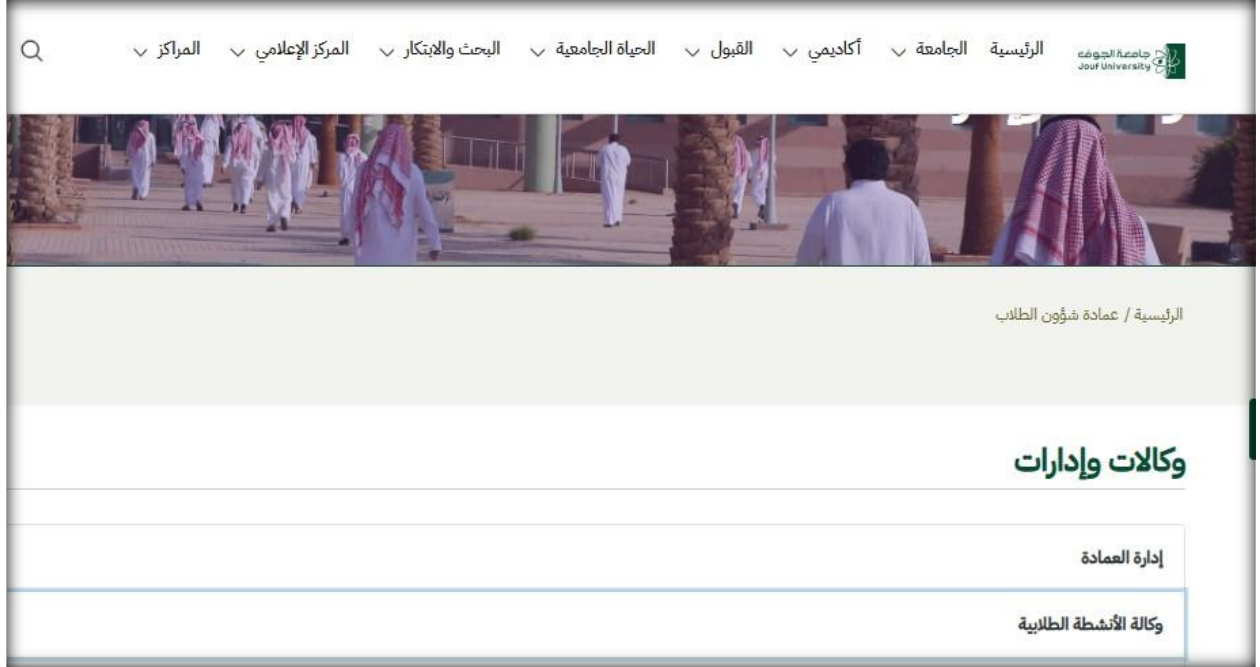 جامعة الجوف
Jouf University
الرئيسية الجامعة أكاديمي القبول الحياة الجامعية البحث والابتكار المركز الإعلامي المراكز
الرئيسية / عمادة شؤون الطلاب
وكالات وإدارات
إدارة العمادة
وكالة الأنشطة الطلابية